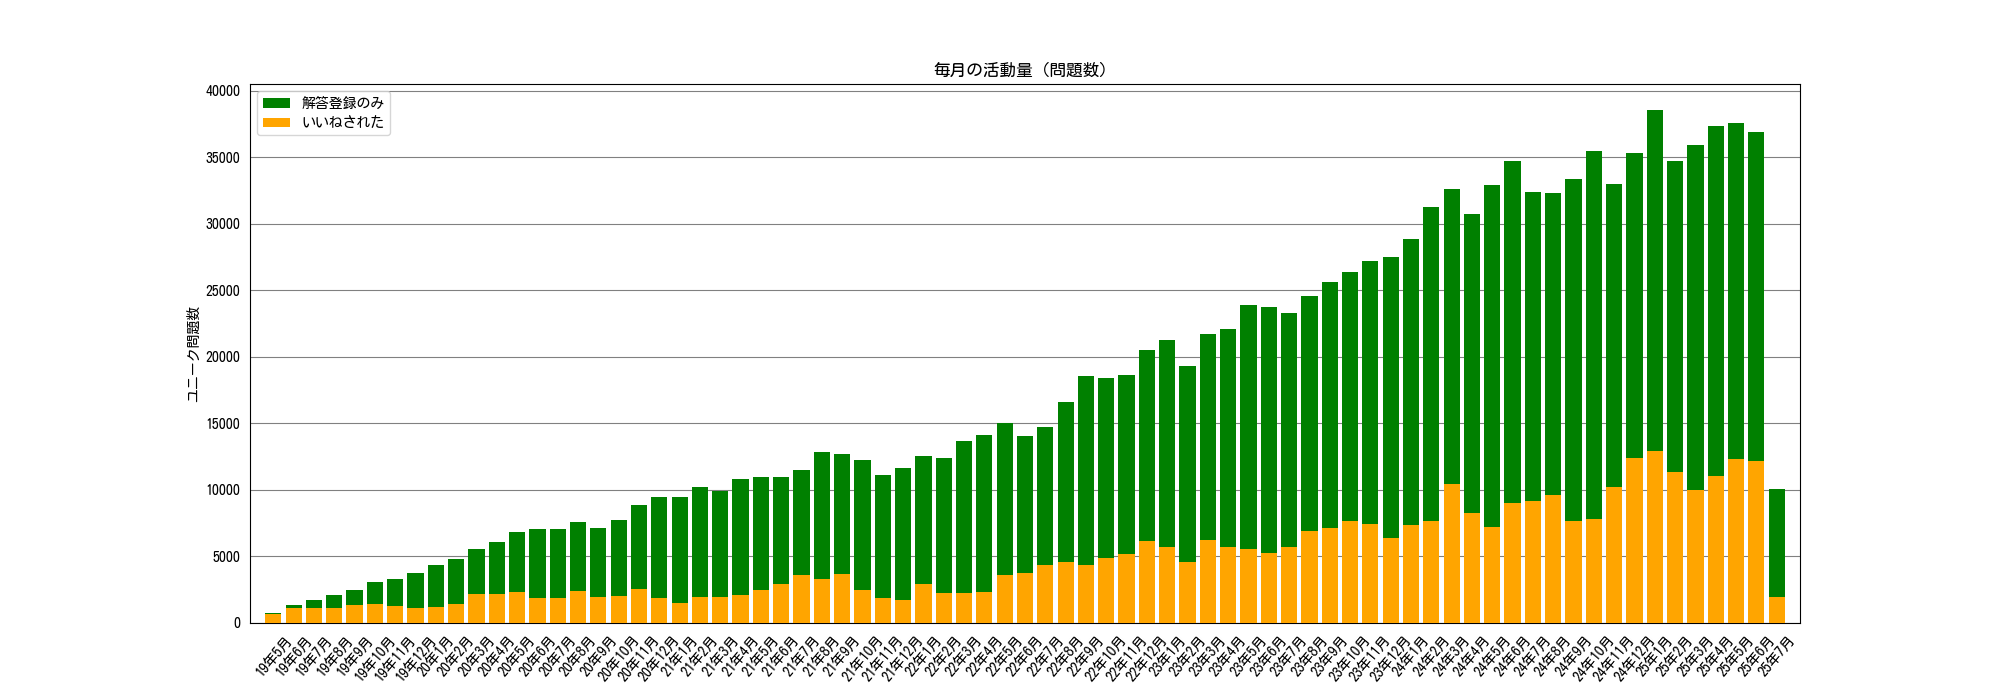 毎月の活動量（問題数）
解答登録のみ
いいねされた
ユニーク問題数
40000
35000
30000
25000
20000
15000
10000
5000
0
19年5月
19年6月
19年7月
19年8月
19年9月
19年10月
19年11月
19年12月
20年1月
20年2月
20年3月
20年4月
20年5月
20年6月
20年7月
20年8月
20年9月
20年10月
20年11月
20年12月
21年1月
21年2月
21年3月
21年4月
21年5月
21年6月
21年7月
21年8月
21年9月
21年10月
21年11月
21年12月
22年1月
22年2月
22年3月
22年4月
22年5月
22年6月
22年7月
22年8月
22年9月
22年10月
22年11月
22年12月
23年1月
23年2月
23年3月
23年4月
23年5月
23年6月
23年7月
23年8月
23年9月
23年10月
23年11月
23年12月
24年1月
24年2月
24年3月
24年4月
24年5月
24年6月
24年7月
24年8月
24年9月
24年10月
24年11月
24年12月
25年1月
25年2月
25年3月
25年4月
25年5月
25年6月
25年7月